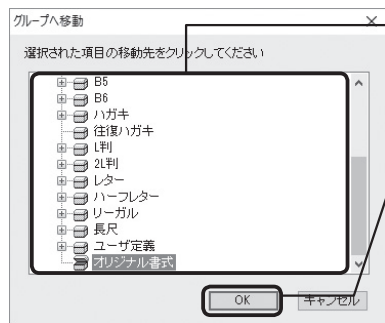 グループへ移動
選択された項目の移動先をクリックしてください
B5
B6
ハガキ
往復ハガキ
L判
2L判
レター
ハーフレター
リーガル
長尺
ユーザ定義
オリジナル書式
OK
キャンセル